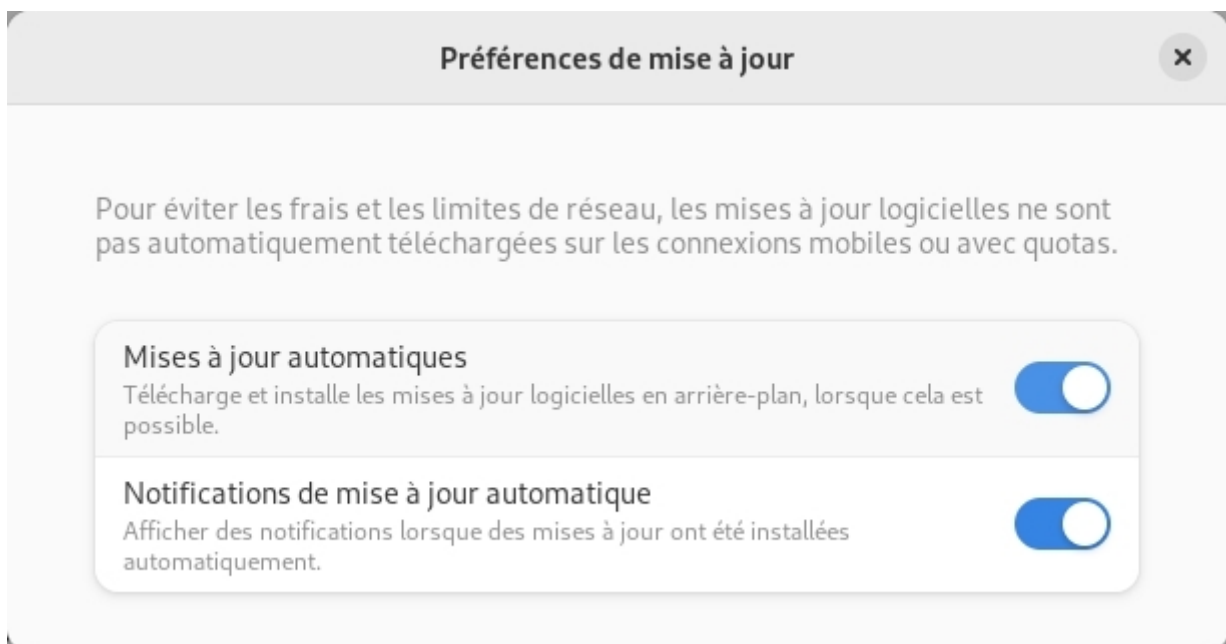 Préférences de mise à jour
Pour éviter les frais et les limites de réseau, les mises à jour logicielles ne sont
pas automatiquement téléchargées sur les connexions mobiles ou avec quotas.
Mises à jour automatiques
Télécharge et installe les mises à jour logicielles en arrière-plan, lorsque cela est
possible.
Notifications de mise à jour automatique
Afficher des notifications lorsque des mises à jour ont été installées
automatiquement.